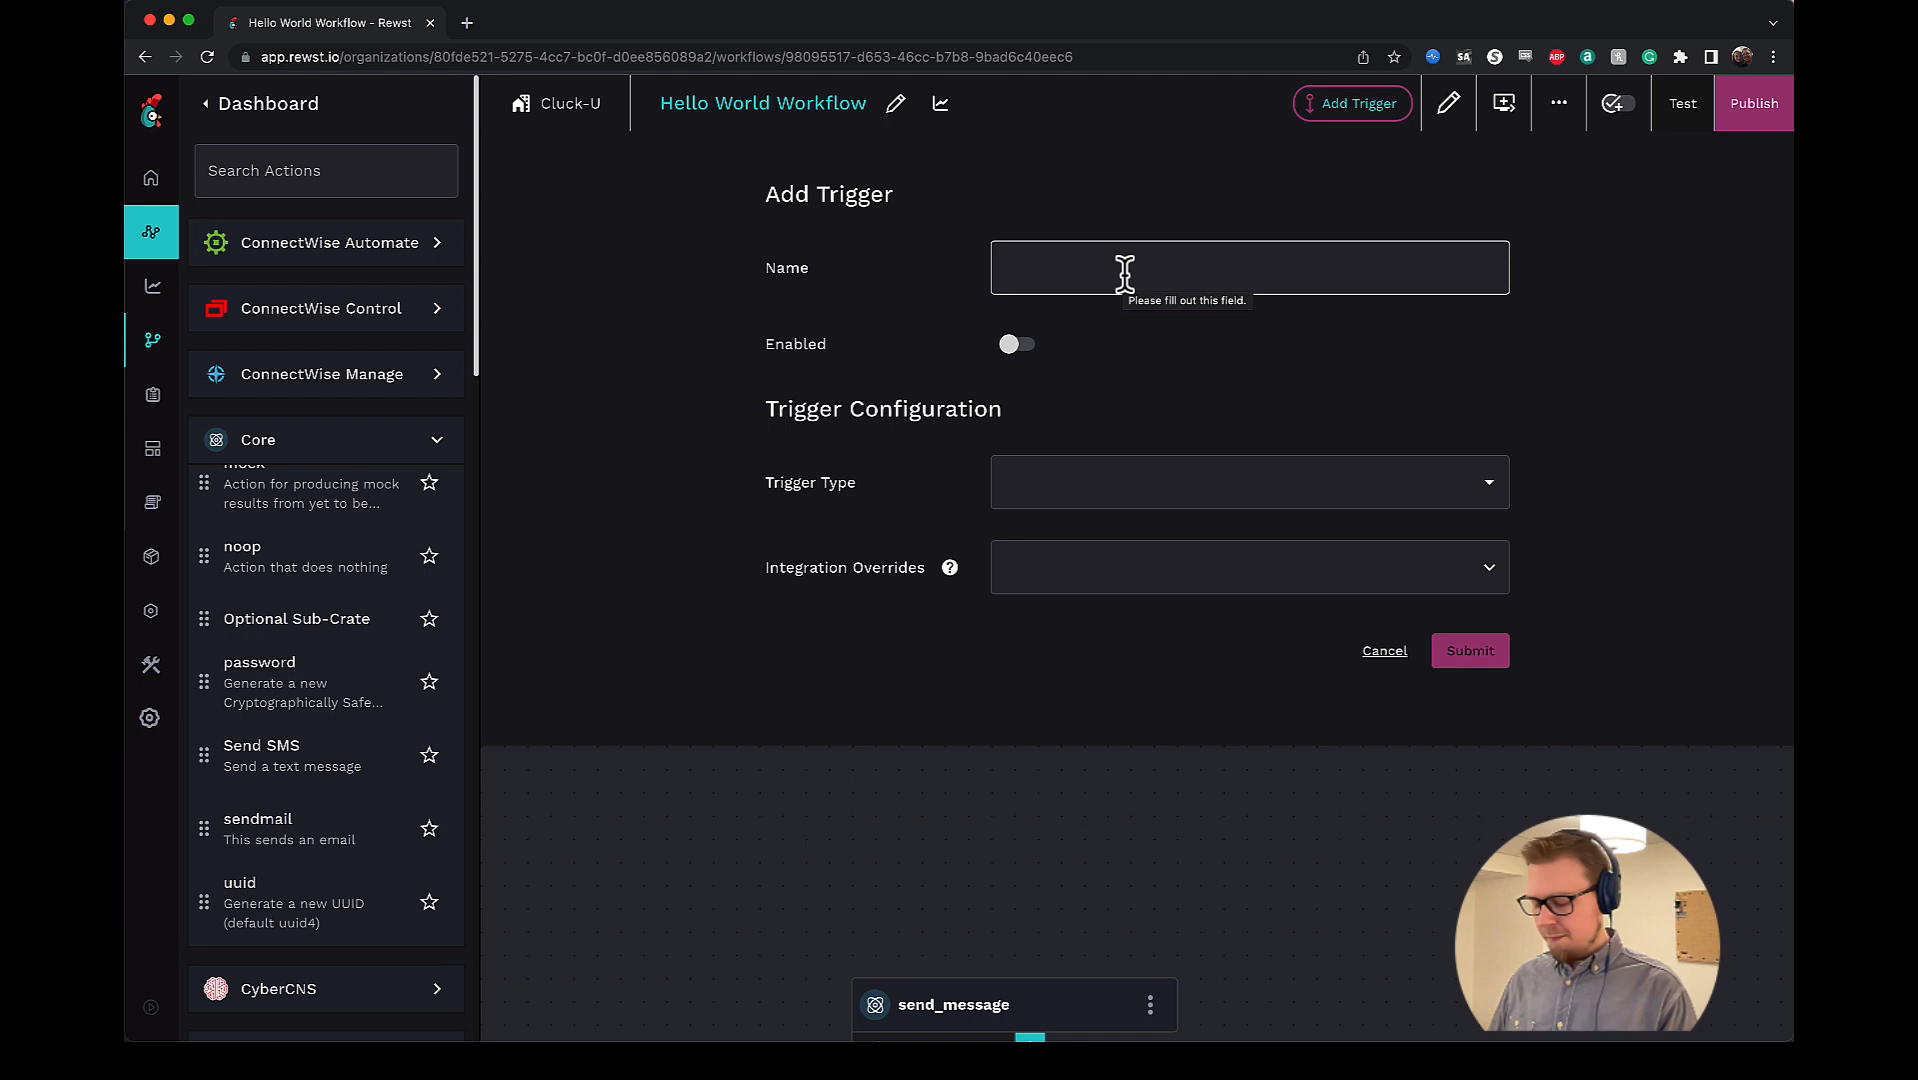 Hello World Workflow - Rewst
app.rewst.io/organizations/80fde521-5275-4cc7-bc0f-d0ee856089a2/workflows/98095517-d653-46cc-b7b8-9bad6c40eec6
SA
ABP
a
Dashboard
Cluck-U
Hello World Workflow
Add Trigger
Test
Publish
Search Actions
ConnectWise Automate
ConnectWise Control
ConnectWise Manage
Core
mock
Action for producing mock
results from yet to be...
noop
Action that does nothing
Optional Sub-Crate
password
Generate a new
Cryptographically Safe...
Send SMS
Send a text message
sendmail
This sends an email
uuid
Generate a new UUID
(default uuid4)
CyberCNS
Add Trigger
Name
Please fill out this field.
Enabled
Trigger Configuration
Trigger Type
Integration Overrides
?
Cancel
Submit
send_message